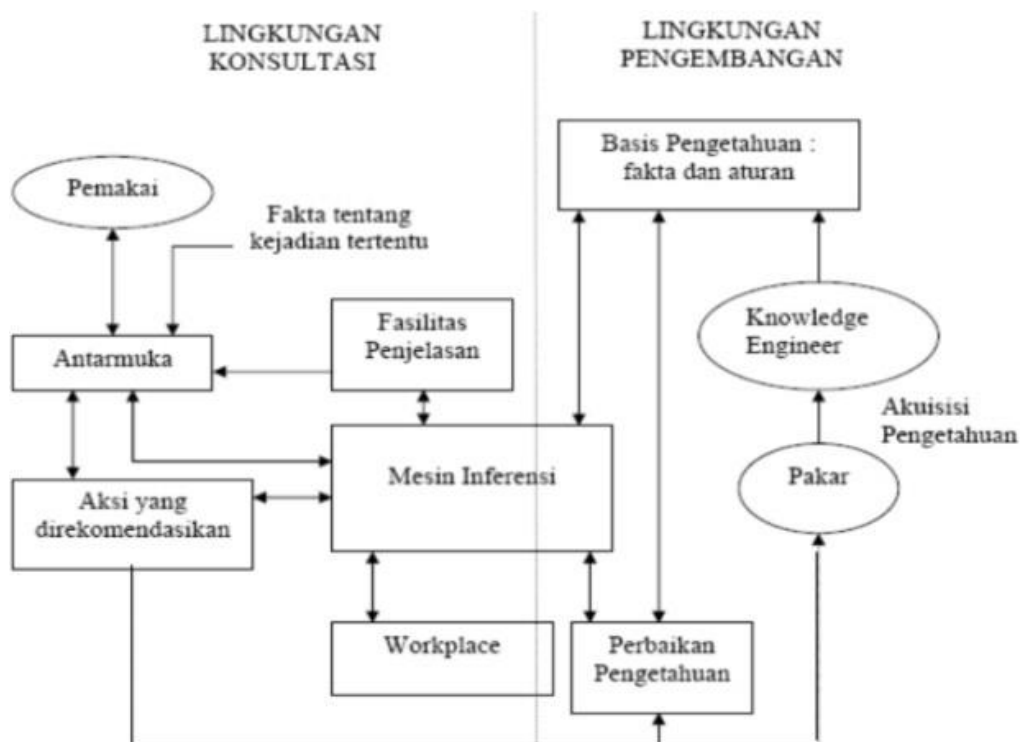 LINGKUNGAN
KONSULTASI
LINGKUNGAN
PENGEMBANGAN
Basis Pengetahuan :
fakta dan aturan
Pemakai
Fakta tentang
kejadian tertentu
Fasilitas
Penjelasan
Knowledge
Engineer
Antarmuka
Akuisisi
Pengetahuan
Mesin Inferensi
Pakar
Aksi yang
direkomendasikan
Workplace
Perbaikan
Pengetahuan